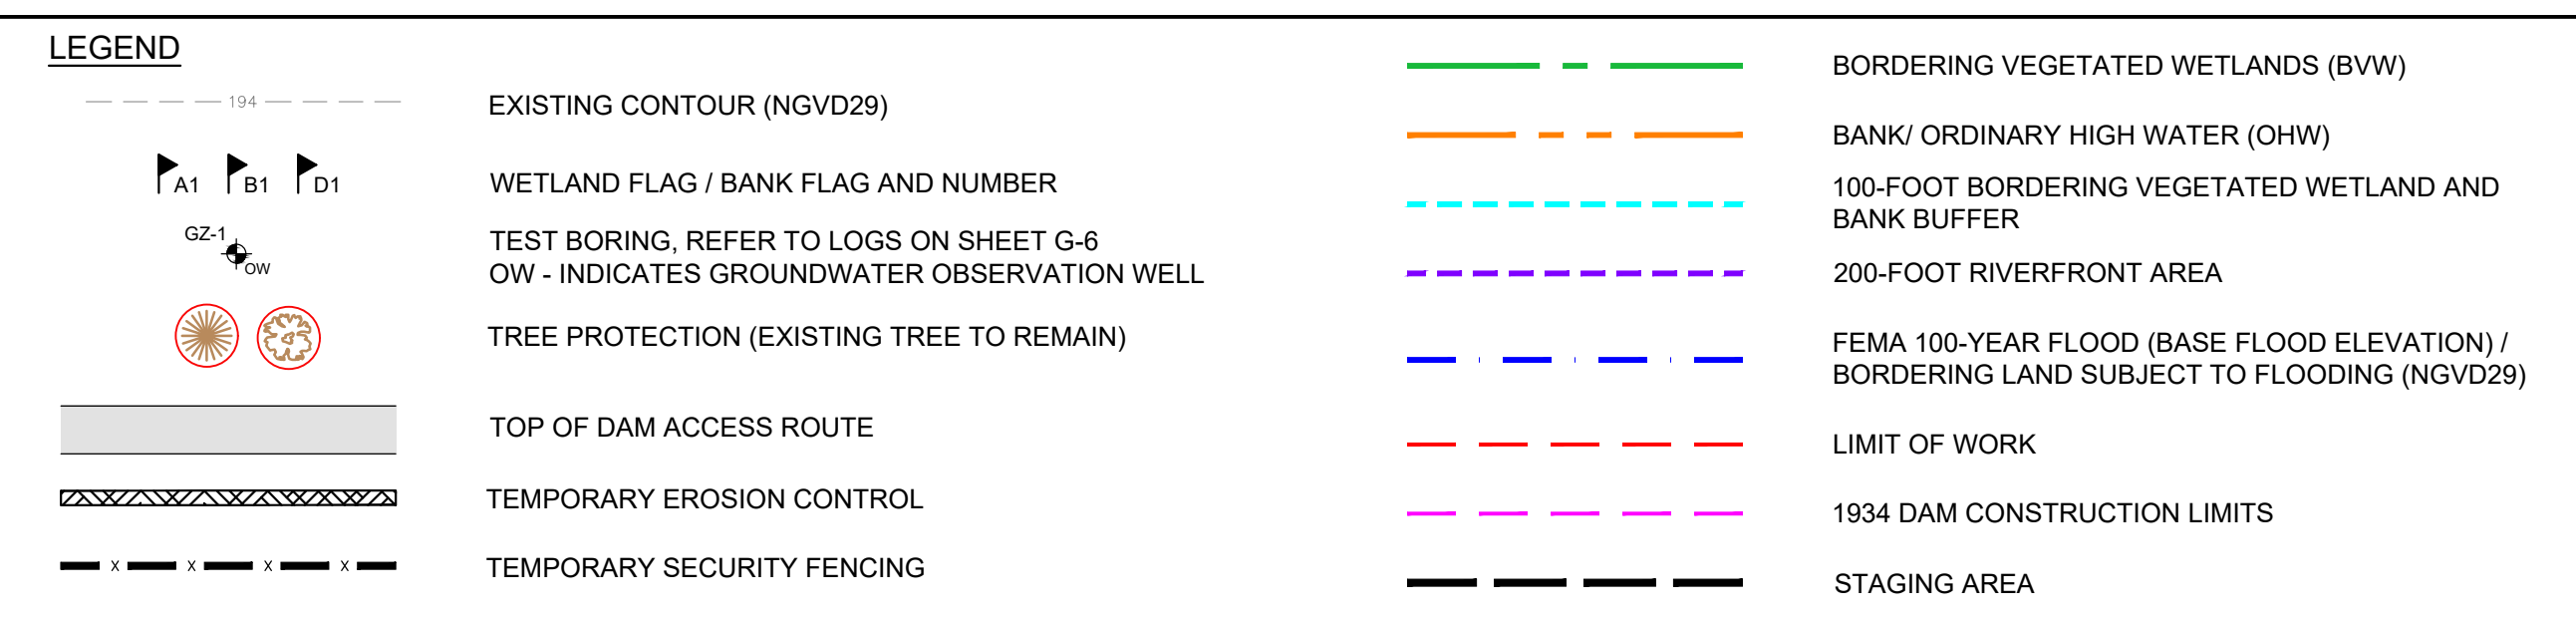 LEGEND
194
EXISTING CONTOUR (NGVD29)
A1 B1 D1
WETLAND FLAG / BANK FLAG AND NUMBER
GZ-1
OW
TEST BORING, REFER TO LOGS ON SHEET G-6
OW - INDICATES GROUNDWATER OBSERVATION WELL
TREE PROTECTION (EXISTING TREE TO REMAIN)
TOP OF DAM ACCESS ROUTE
TEMPORARY EROSION CONTROL
x x x x
TEMPORARY SECURITY FENCING
BORDERING VEGETATED WETLANDS (BVW)
BANK/ ORDINARY HIGH WATER (OHW)
100-FOOT BORDERING VEGETATED WETLAND AND
BANK BUFFER
200-FOOT RIVERFRONT AREA
FEMA 100-YEAR FLOOD (BASE FLOOD ELEVATION) /
BORDERING LAND SUBJECT TO FLOODING (NGVD29)
LIMIT OF WORK
1934 DAM CONSTRUCTION LIMITS
STAGING AREA